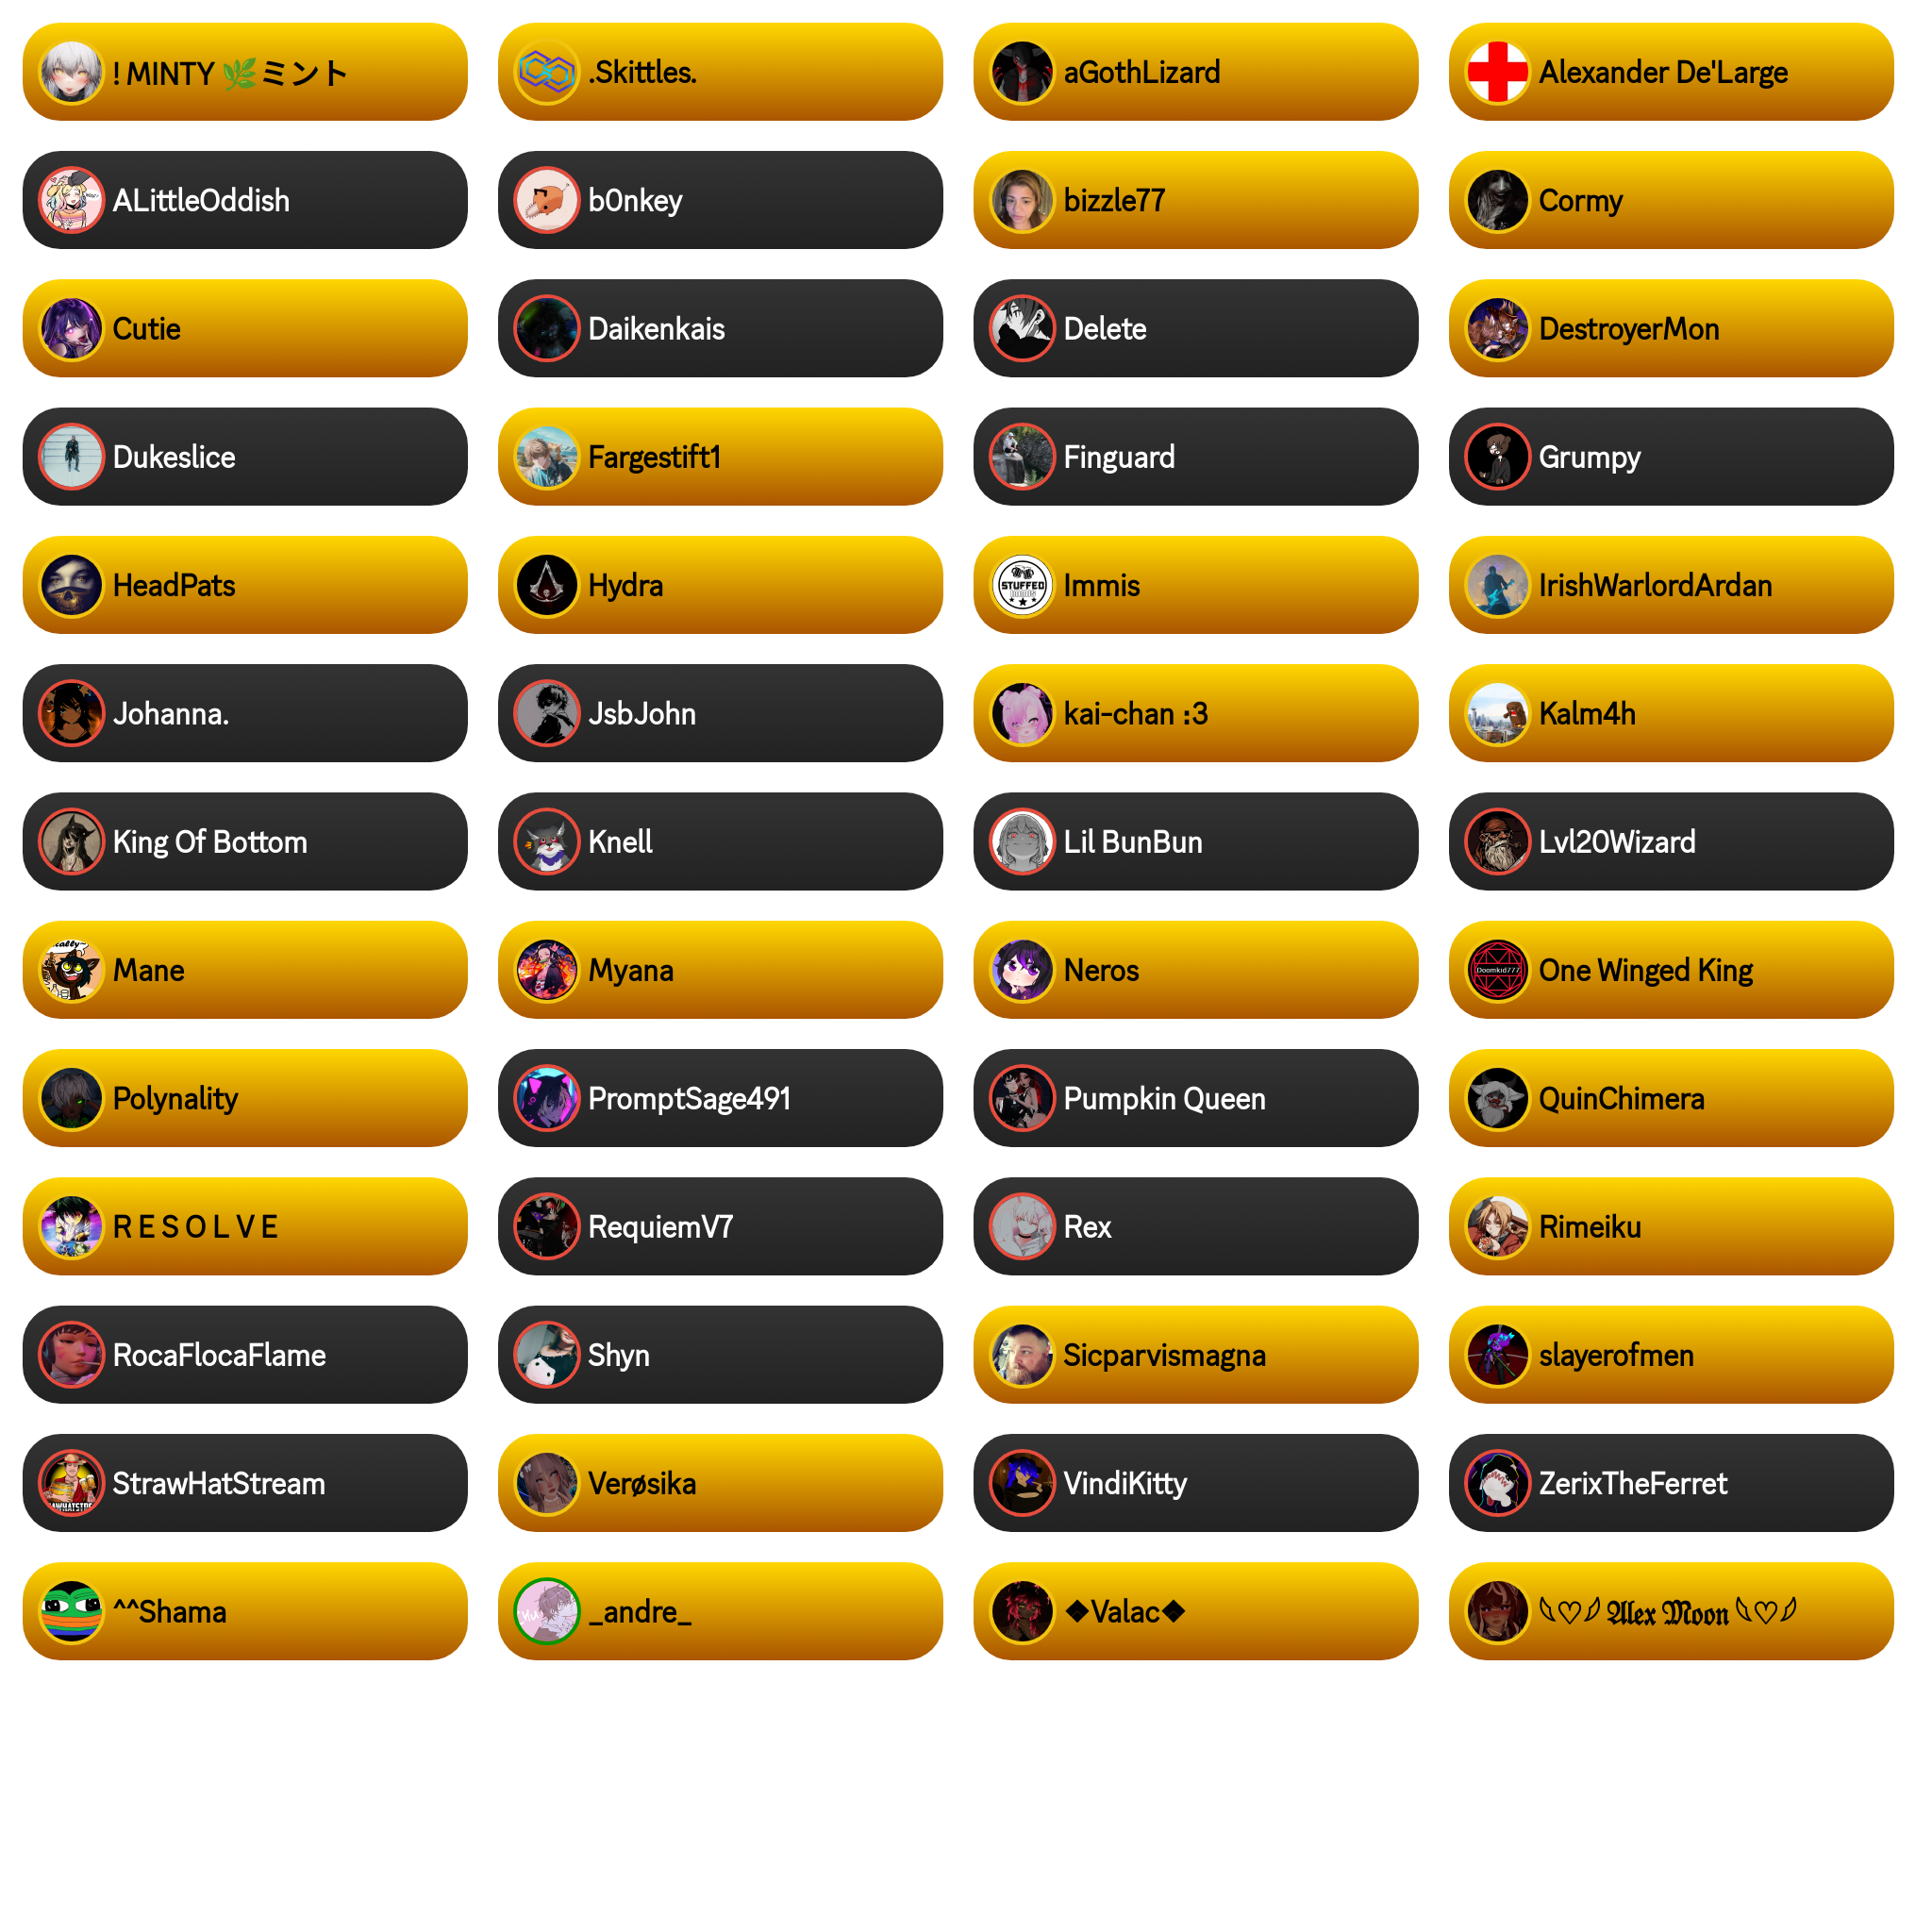 ! MINTY 🌿ミント
.Skittles.
aGothLizard
Alexander De'Large
ALittleOddish
b0nkey
bizzle77
Cormy
Cutie
Daikenkais
Delete
DestroyerMon
Dukeslice
Fargestift1
Finguard
Grumpy
HeadPats
Hydra
STUFFED
Immis
IrishWarlordArdan
Johanna.
JsbJohn
kai-chan :3
Kalm4h
King Of Bottom
Knell
Lil BunBun
Lvl20Wizard
Mane
Myana
Neros
Doomkid777
One Winged King
Polynality
PromptSage491
Pumpkin Queen
QuinChimera
R E S O L V E
RequiemV7
Rex
Rimeiku
RocaFlocaFlame
Shyn
Sicparvismagna
slayerofmen
StrawHatStream
Verøsika
VindiKitty
ZerixTheFerret
^^Shama
_andre_
❖Valac❖
𝕬𝖑𝖊𝖝 𝕸𝖔𝖔𝖓